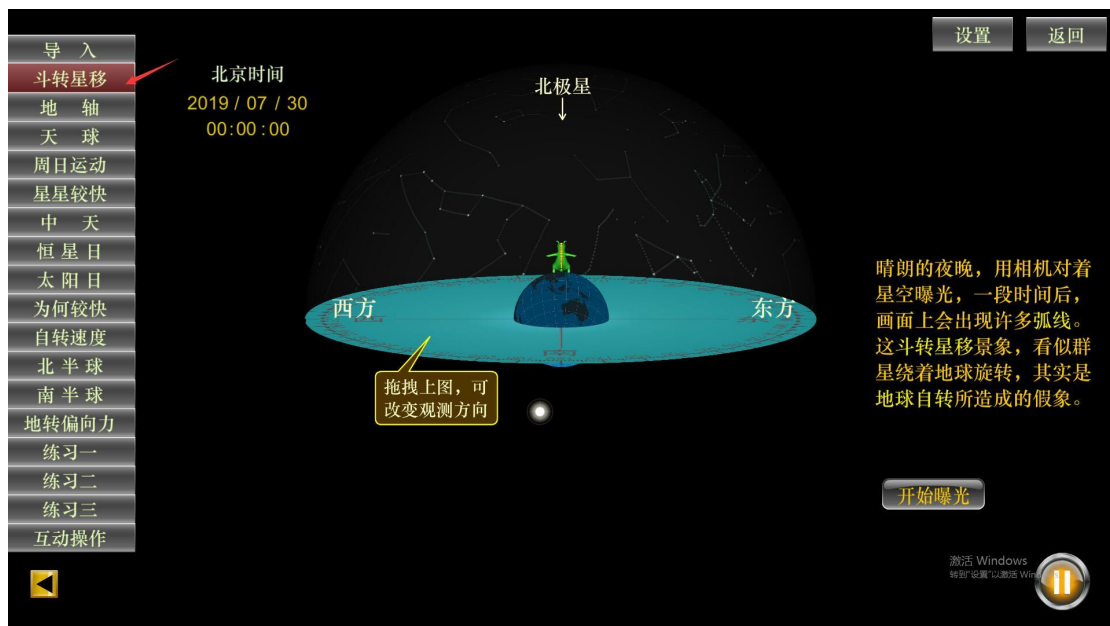 设置
返回
导 入
斗转星移
地 轴
天 球
周日运动
星星较快
中 天
恒 星 日
太 阳 日
为何较快
自转速度
北 半 球
南 半 球
地转偏向力
练习一
练习二
练习三
互动操作
北京时间
2019 / 07 / 30
00:00 : 00
北极星
西方
东方
拖拽上图，可
改变观测方向
晴朗的夜晚，用相机对着
星空曝光，一段时间后，
画面上会出现许多弧线。
这斗转星移景象，看似群
星绕着地球旋转，其实是
地球自转所造成的假象。
开始曝光
激活 Windows
转到"设置"以激活 Win